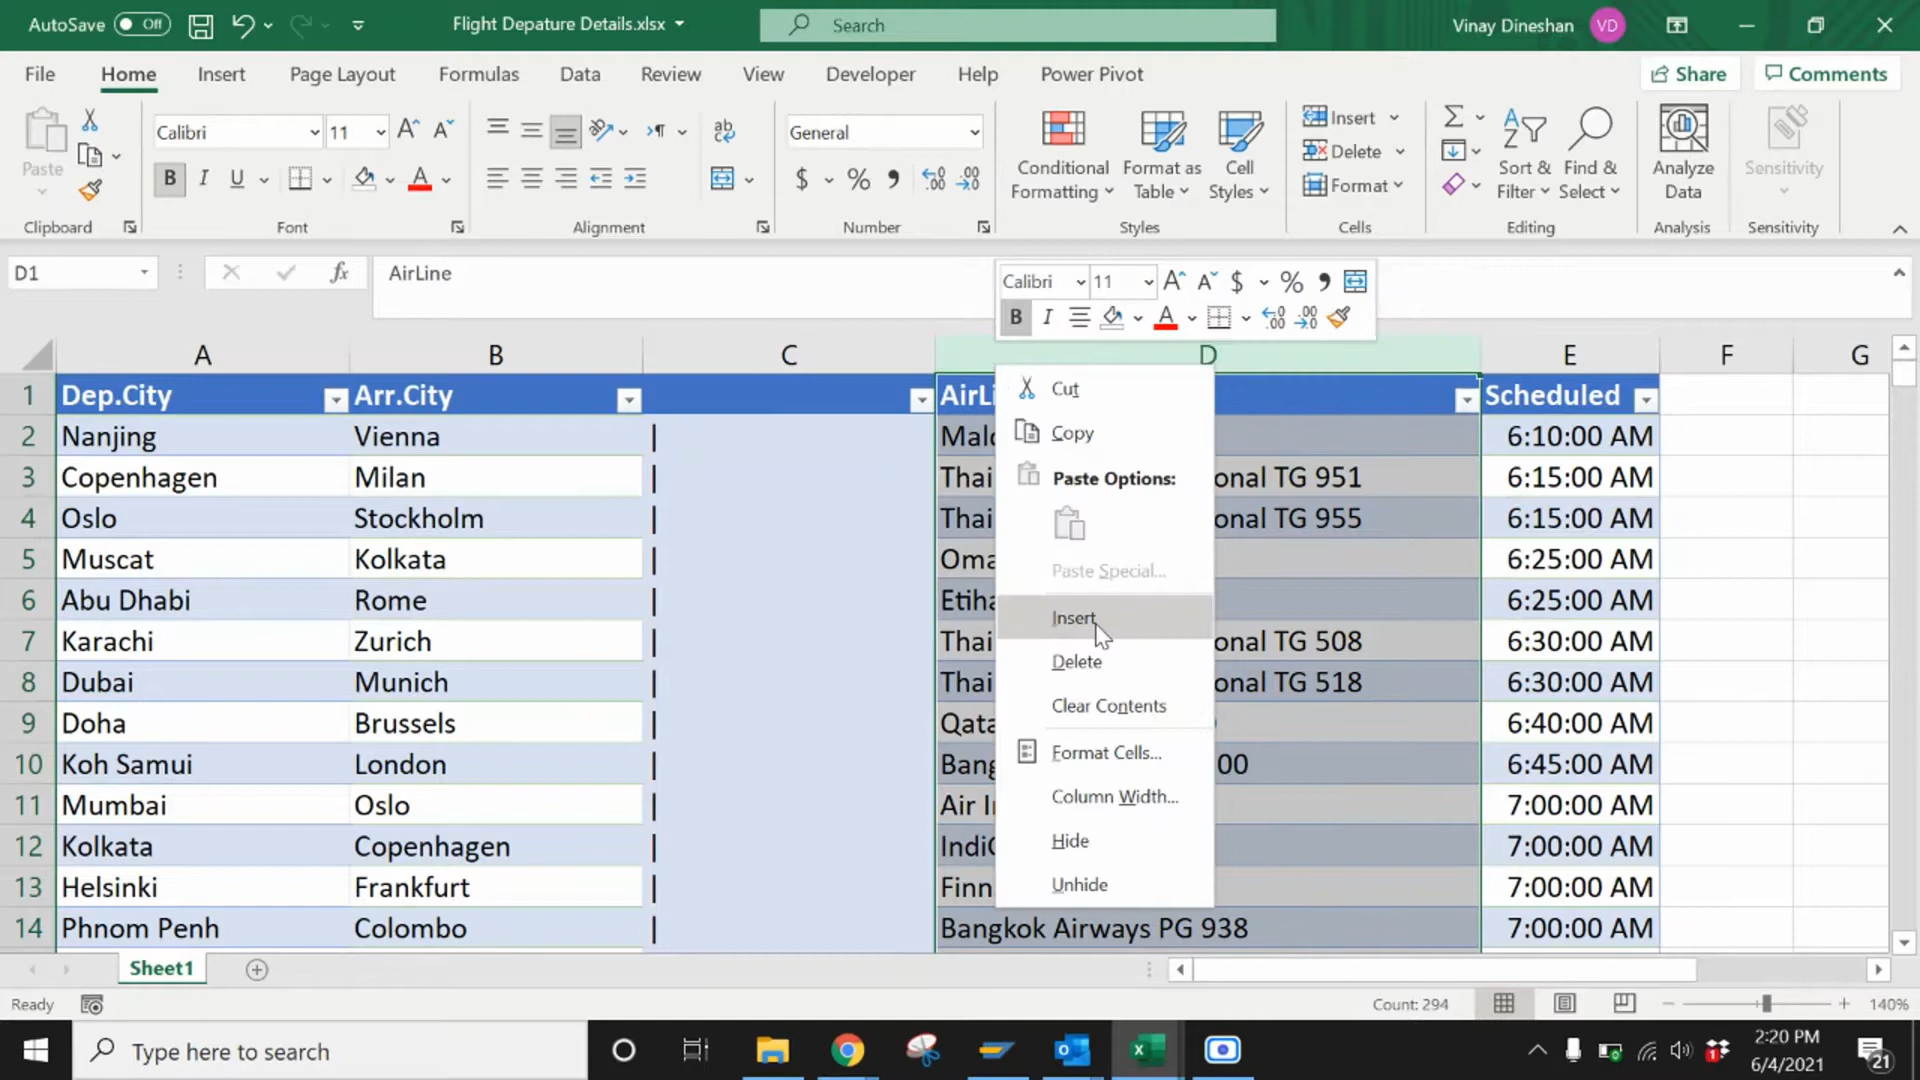 AutoSave Off Flight Depature Details.xlsx Search Vinay Dineshan VD
File Home Insert Page Layout Formulas Data Review View Developer Help Power Pivot Share Comments
Calibri 11 General
Insert
Paste
Conditional Formatting
Format as Table
Cell Styles
Delete
Format
Sort & Filter
Find & Select
Analyze Data
Sensitivity
Clipboard Font Alignment Number Styles Cells Editing Analysis Sensitivity
D1 fx AirLine
Calibri 11 $ % B I A
A B C D E F G
1 Dep.City Arr.City AirLi Scheduled
2 Nanjing Vienna | Malc 6:10:00 AM
3 Copenhagen Milan | Thai onal TG 951 6:15:00 AM
4 Oslo Stockholm | Thai onal TG 955 6:15:00 AM
5 Muscat Kolkata | Oma 6:25:00 AM
6 Abu Dhabi Rome | Etiha 6:25:00 AM
7 Karachi Zurich | Thai onal TG 508 6:30:00 AM
8 Dubai Munich | Thai onal TG 518 6:30:00 AM
9 Doha Brussels | Qata 6:40:00 AM
10 Koh Samui London | Bang 00 6:45:00 AM
11 Mumbai Oslo | Air I 7:00:00 AM
12 Kolkata Copenhagen | Indi 7:00:00 AM
13 Helsinki Frankfurt | Finn 7:00:00 AM
14 Phnom Penh Colombo | Bangkok Airways PG 938 7:00:00 AM
Cut
Copy
Paste Options:
Paste Special...
Insert
Delete
Clear Contents
Format Cells...
Column Width...
Hide
Unhide
Sheet1
Ready Count: 294 140%
Type here to search 2:20 PM
6/4/2021 21